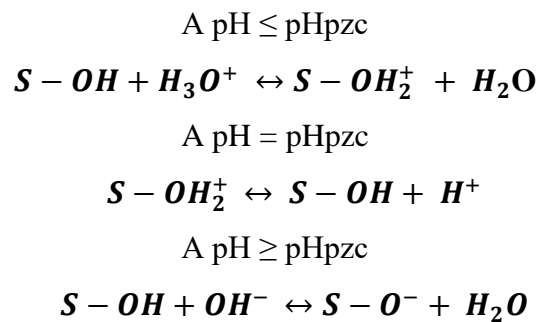 A pH ≤ pHpzc
S − OH + H₃O⁺ ↔ S − OH₂⁺ + H₂O
A pH = pHpzc
S − OH₂⁺ ↔ S − OH + H⁺
A pH ≥ pHpzc
S − OH + OH⁻ ↔ S − O⁻ + H₂O